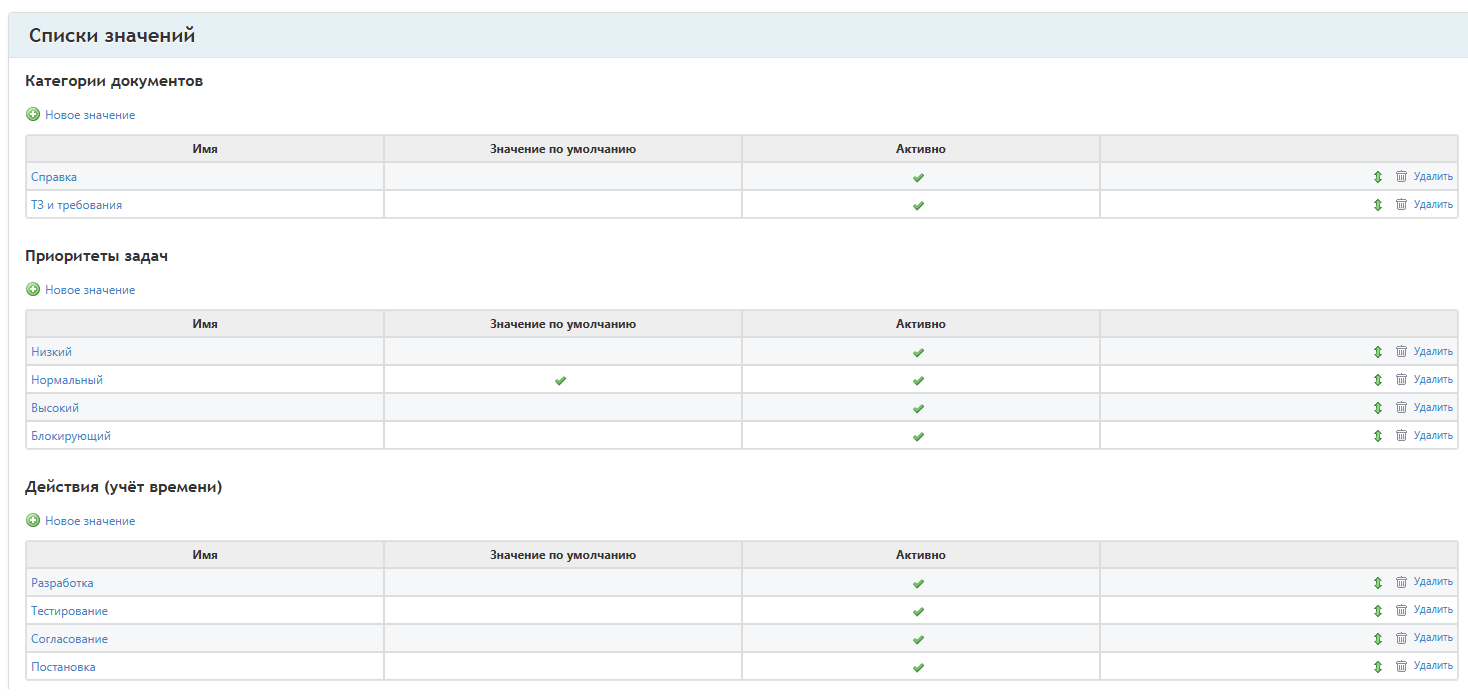 Списки значений
Категории документов
Новое значение
Имя Значение по умолчанию Активно
Справка Удалить
ТЗ и требования Удалить
Приоритеты задач
Новое значение
Имя Значение по умолчанию Активно
Низкий Удалить
Нормальный Удалить
Высокий Удалить
Блокирующий Удалить
Действия (учёт времени)
Новое значение
Имя Значение по умолчанию Активно
Разработка Удалить
Тестирование Удалить
Согласование Удалить
Постановка Удалить